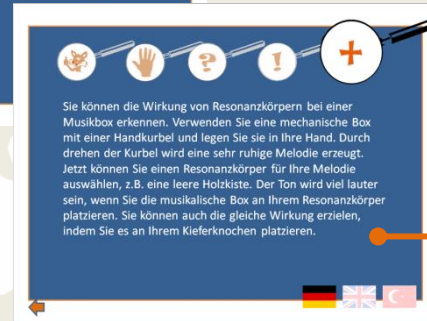 Sie können die Wirkung von Resonanzkörpern bei einer
Musikbox erkennen. Verwenden Sie eine mechanische Box
mit einer Handkurbel und legen Sie sie in Ihre Hand. Durch
drehen der Kurbel wird eine sehr ruhige Melodie erzeugt.
Jetzt können Sie einen Resonanzkörper für Ihre Melodie
auswählen, z.B. eine leere Holzkiste. Der Ton wird viel lauter
sein, wenn Sie die musikalische Box an Ihrem Resonanzkörper
platzieren. Sie können auch die gleiche Wirkung erzielen,
indem Sie es an Ihrem Kieferknochen platzieren.